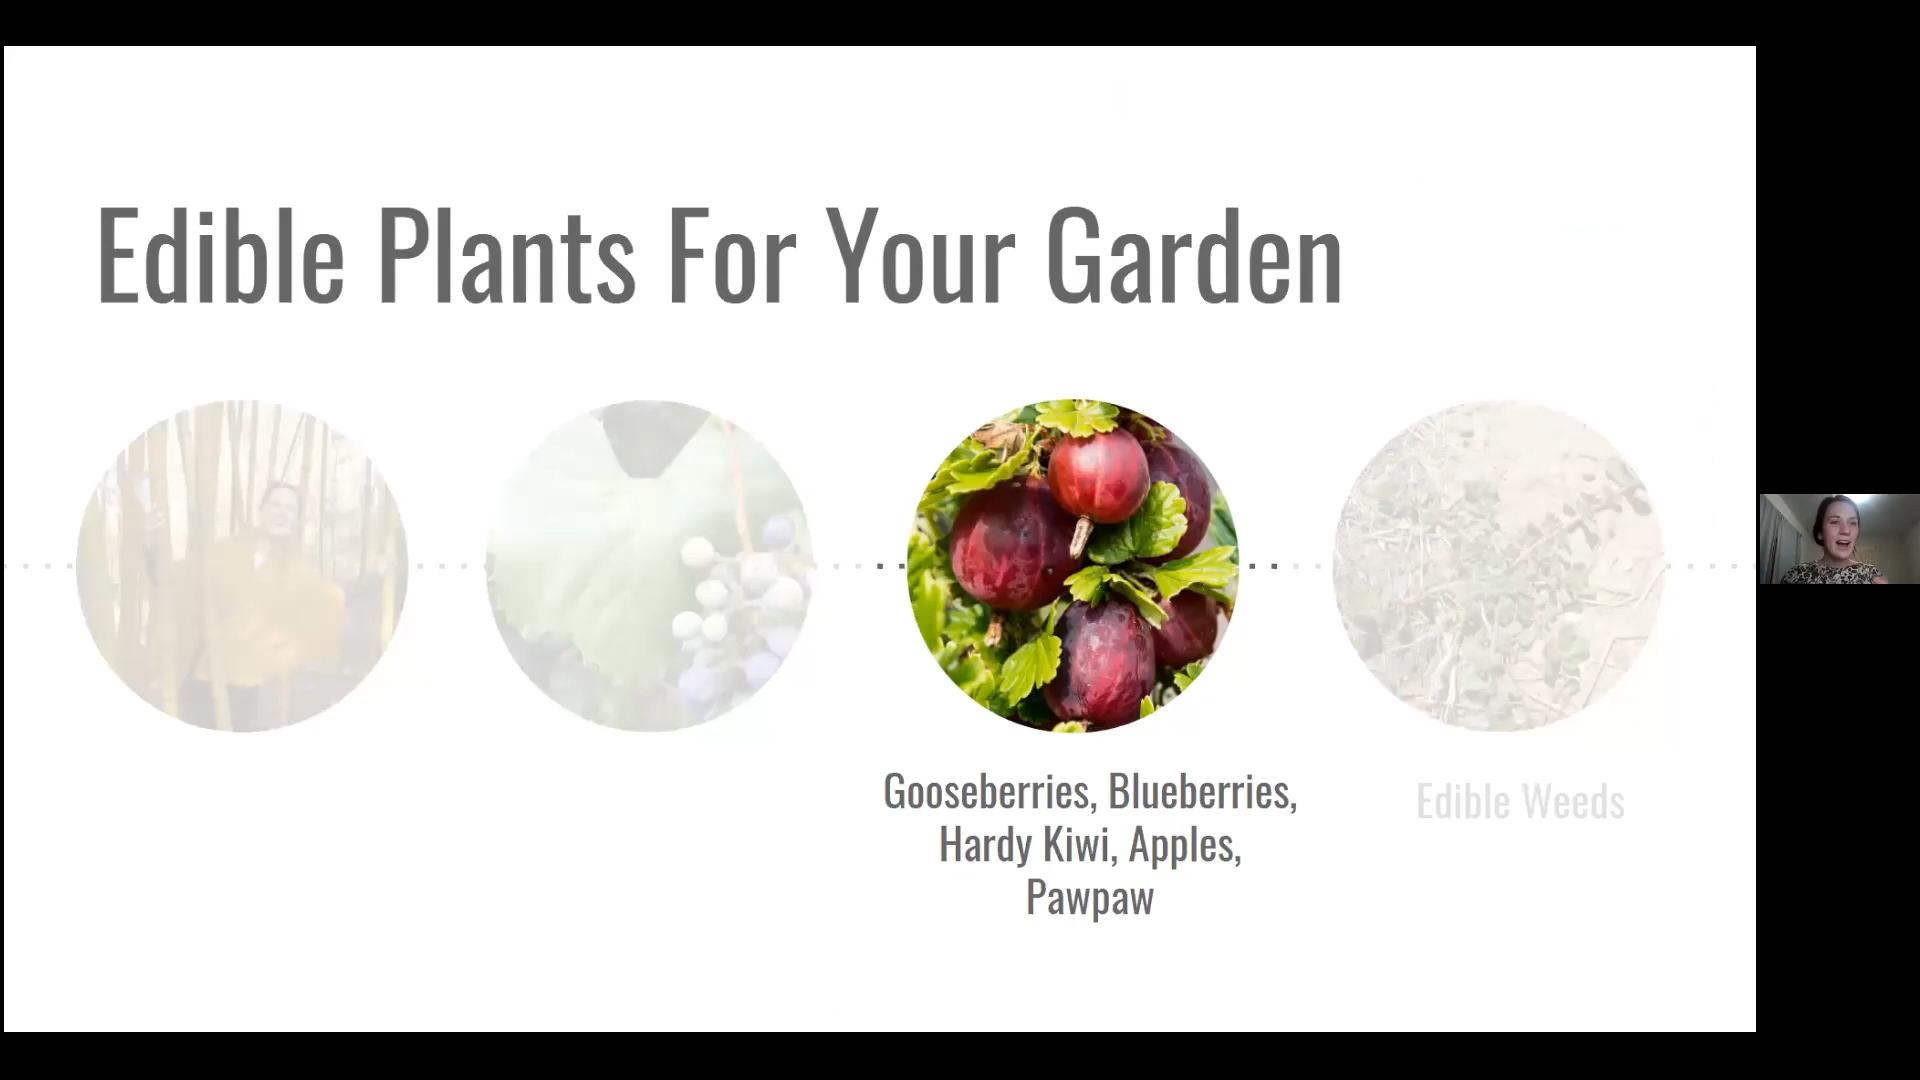 Edible Plants For Your Garden
Gooseberries, Blueberries,
Hardy Kiwi, Apples,
Pawpaw
Edible Weeds